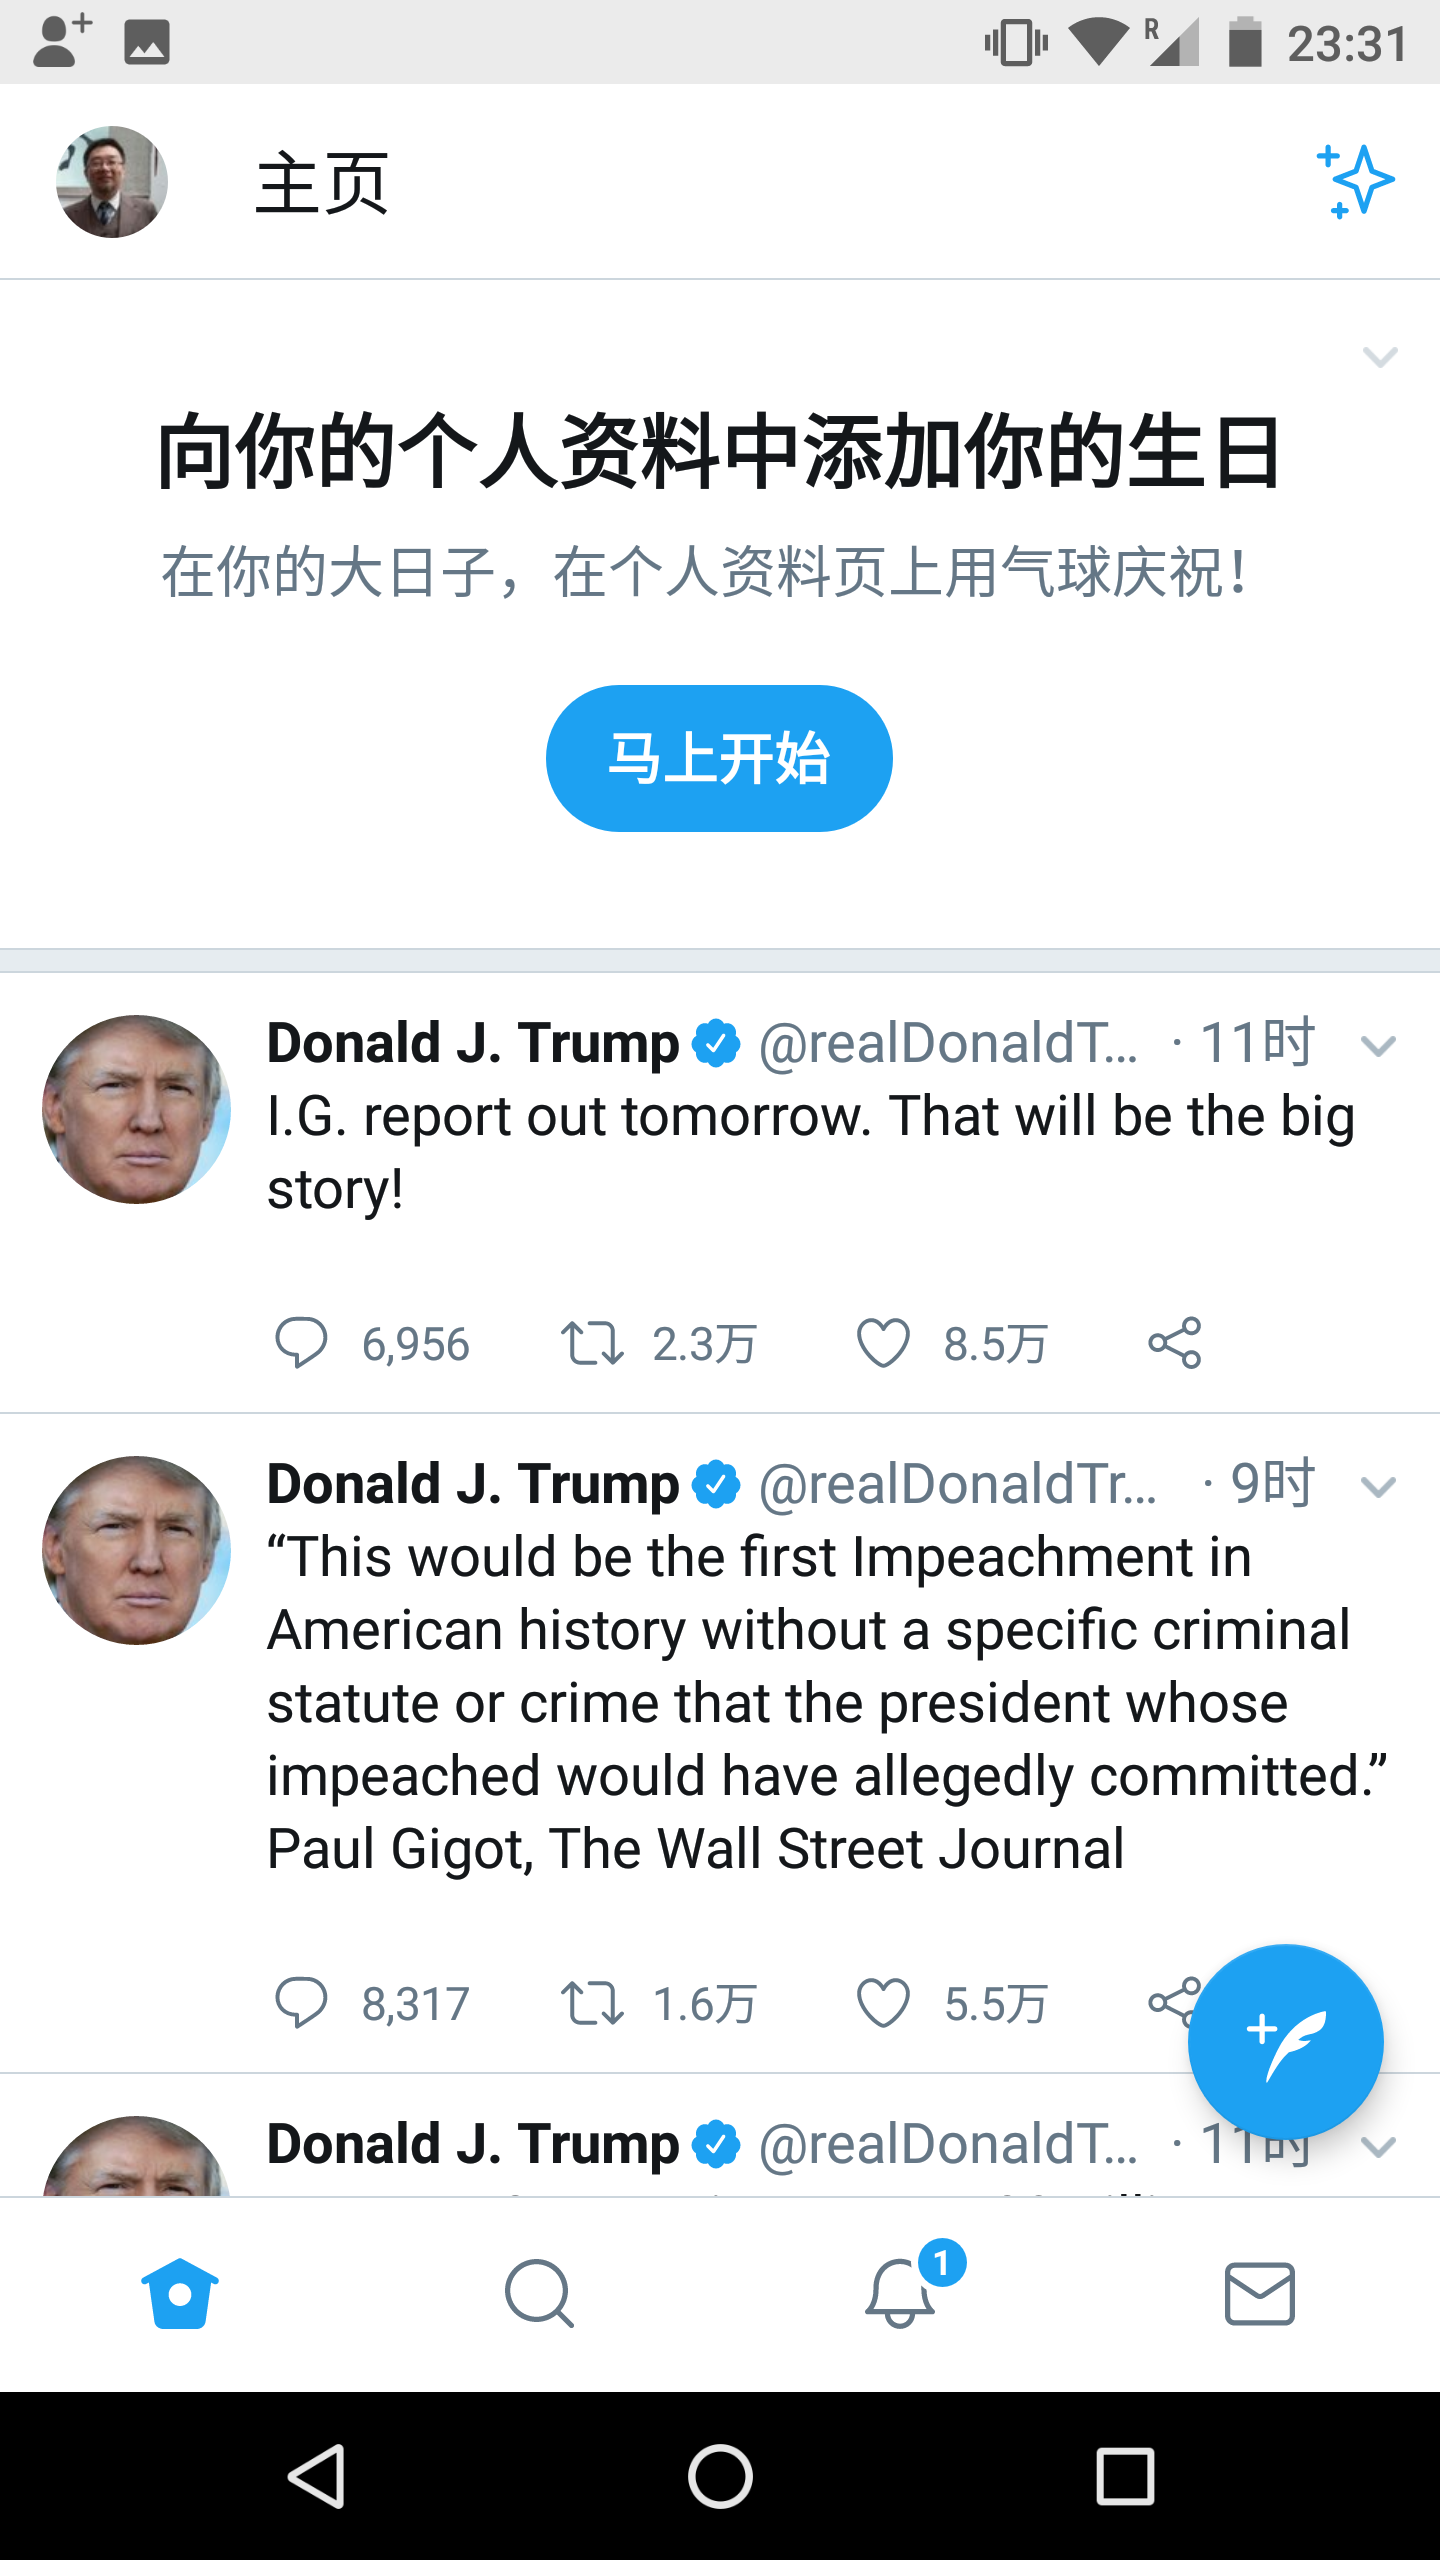 R 23:31
主页
向你的个人资料中添加你的生日
在你的大日子，在个人资料页上用气球庆祝！
马上开始
Donald J. Trump @realDonaldT... · 11时
I.G. report out tomorrow. That will be the big
story!
6,956 2.3万 8.5万
Donald J. Trump @realDonaldTr... · 9时
“This would be the first Impeachment in
American history without a specific criminal
statute or crime that the president whose
impeached would have allegedly committed.”
Paul Gigot, The Wall Street Journal
8,317 1.6万 5.5万
Donald J. Trump @realDonaldT... · 11时
1